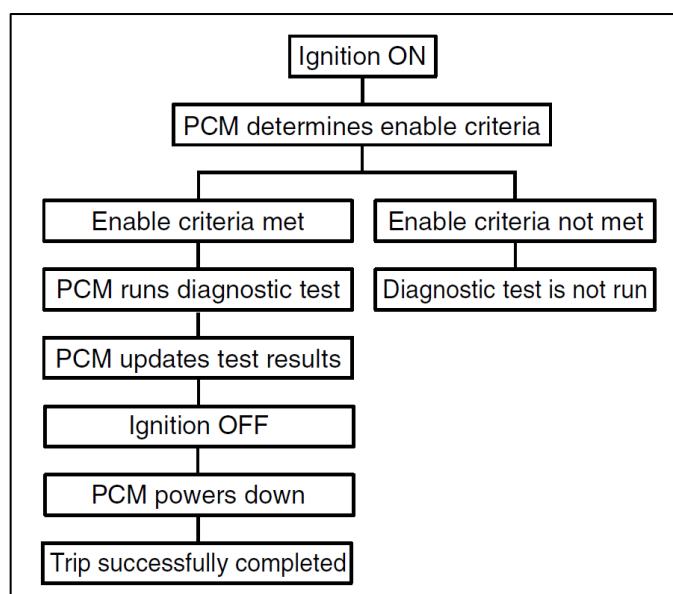 Ignition ON
PCM determines enable criteria
Enable criteria met
Enable criteria not met
PCM runs diagnostic test
Diagnostic test is not run
PCM updates test results
Ignition OFF
PCM powers down
Trip successfully completed